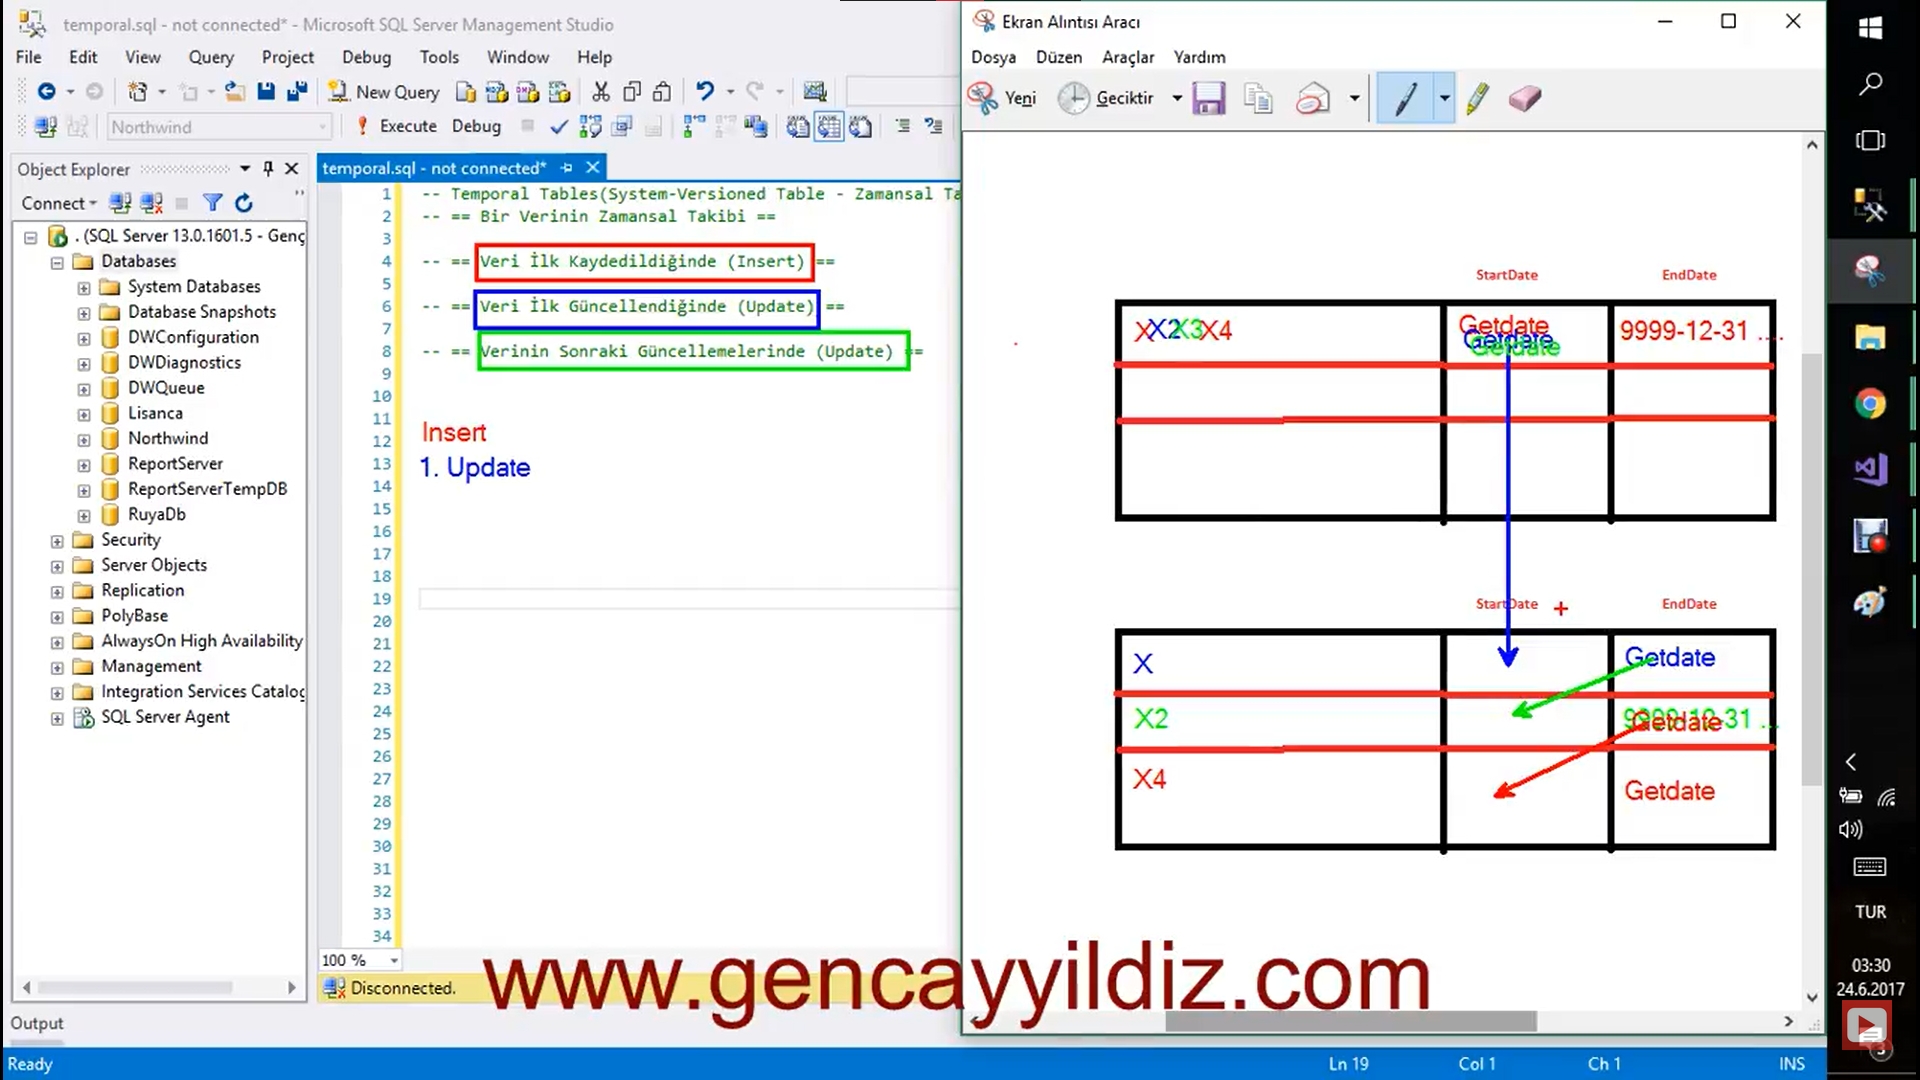 temporal.sql - not connected* - Microsoft SQL Server Management Studio
File Edit View Query Project Debug Tools Window Help
New Query
Northwind Execute Debug
Object Explorer
Connect
. (SQL Server 13.0.1601.5 - Genç
Databases
System Databases
Database Snapshots
DWConfiguration
DWDiagnostics
DWQueue
Lisanca
Northwind
ReportServer
ReportServerTempDB
RuyaDb
Security
Server Objects
Replication
PolyBase
AlwaysOn High Availability
Management
Integration Services Catalog
SQL Server Agent
temporal.sql - not connected*
1 -- Temporal Tables(System-Versioned Table - Zamansal Ta
2 -- == Bir Verinin Zamansal Takibi ==
3
4 -- == Veri İlk Kaydedildiğinde (Insert) ==
5
6 -- == Veri İlk Güncellendiğinde (Update) ==
7
8 -- == Verinin Sonraki Güncellemelerinde (Update) ==
9
10
11
12
13
14
15
16
17
18
19
20
21
22
23
24
25
26
27
28
29
30
31
32
33
34
Insert
1. Update
100 %
Disconnected.
Output
Ready Ln 19 Col 1 Ch 1 INS
Ekran Alıntısı Aracı
Dosya Düzen Araçlar Yardım
Yeni Geciktir
StartDate EndDate
X X2 X3 X4 Getdate 9999-12-31 ....
Getdate
Getdate
StartDate EndDate
X Getdate
X2 9999-12-31 ...
Getdate
X4 Getdate
www.gencayyildiz.com
TUR
03:30
24.6.2017
3